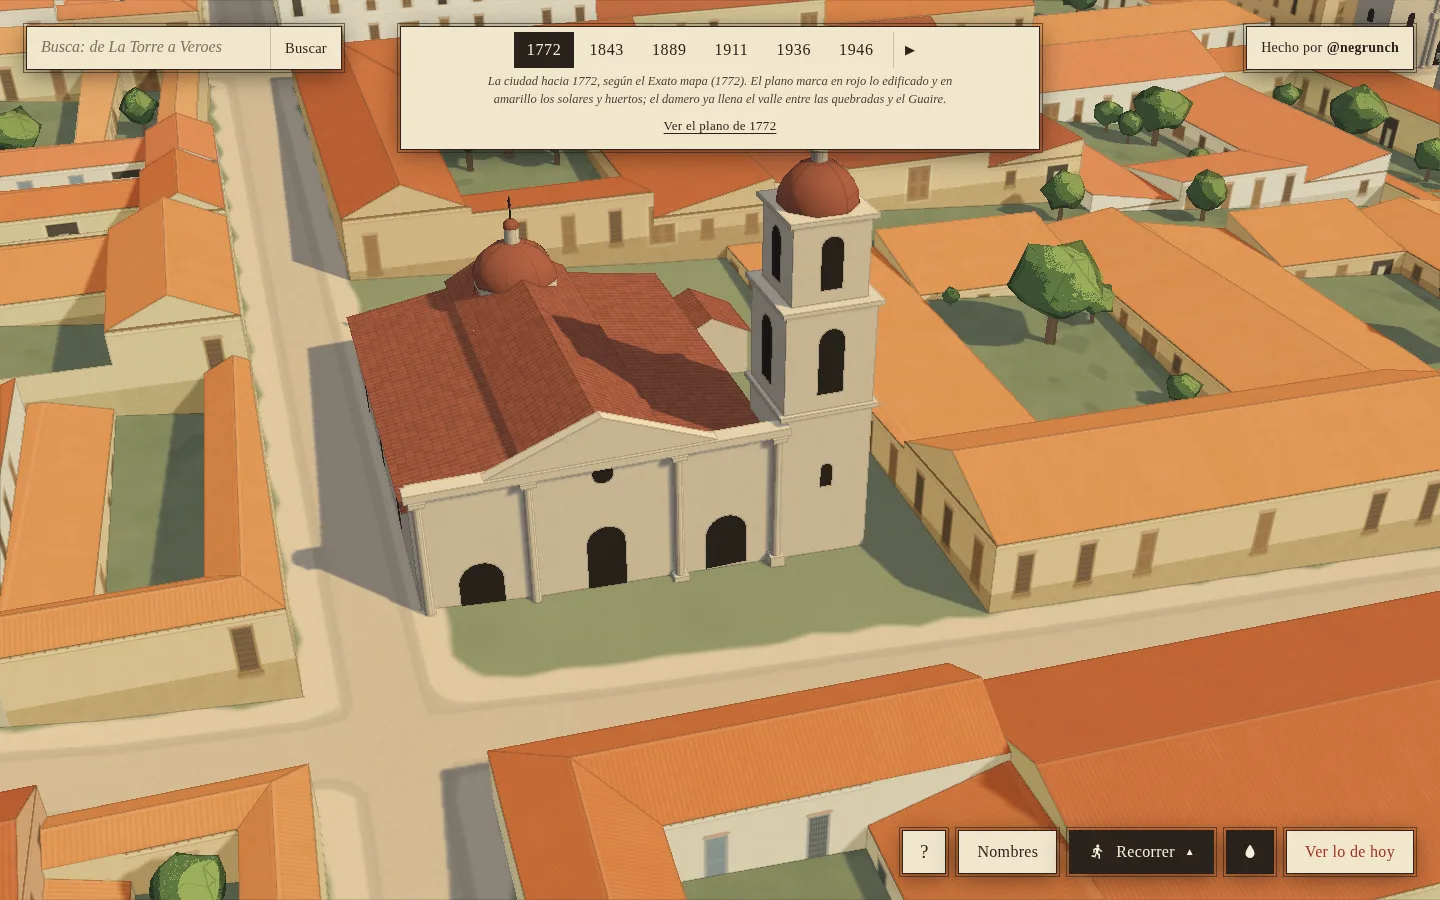 Busca: de La Torre a Veroes
Buscar
1772 1843 1889 1911 1936 1946
La ciudad hacia 1772, según el Exato mapa (1772). El plano marca en rojo lo edificado y en
amarillo los solares y huertos; el damero ya llena el valle entre las quebradas y el Guaire.
Ver el plano de 1772
Hecho por @negrunch
?
Nombres
Recorrer
Ver lo de hoy